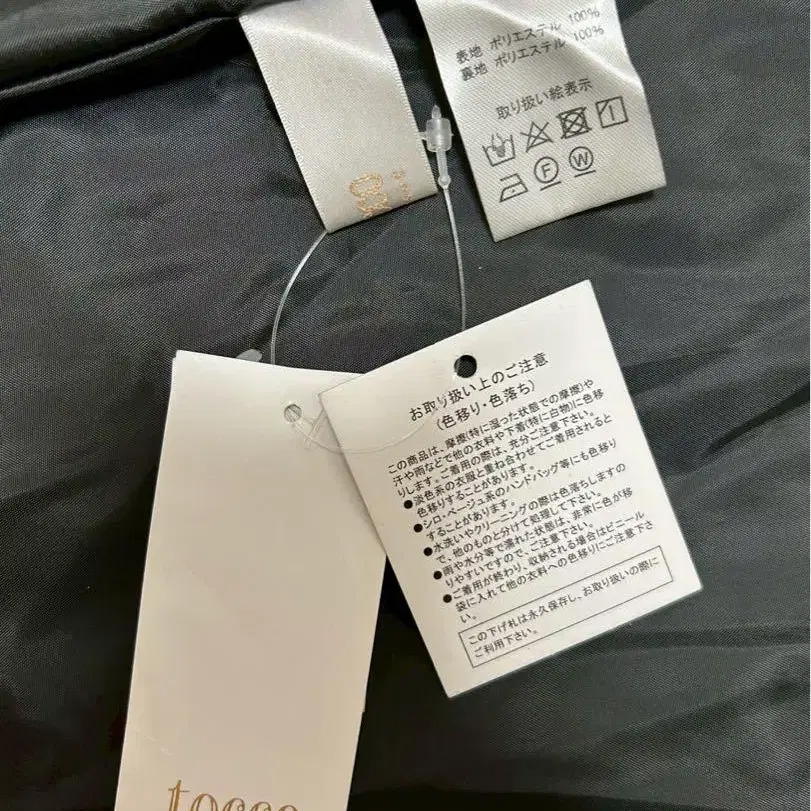 表地 ポリエステル 100%
裏地 ポリエステル 100%
取り扱い絵表示
F
W
お取り扱い上のご注意
(色移り・色落ち)
この商品は、摩擦(特に湿った状態での摩擦)や
汗や雨などで他の衣料や下着(特に白物)に色移
りします。ご着用の際は、充分ご注意下さい。
●淡色系の衣服と重ね合わせてご着用されると
色移りすることがあります。
●シロ・ベージュ系のハンドバッグ等にも色移り
することがあります。
●水洗いやクリーニングの際は色落ちしますの
で、他のものと分けて処理して下さい。
●雨や水分等で濡れた状態は、非常に色が移
りやすいですので、ご注意下さい。
●ご着用が終わり、収納される場合はビニール
袋に入れて他の衣料への色移りにご注意下さ
い。
この下げ札は永久保存し、お取り扱いの際に
ご利用下さい。
tocco